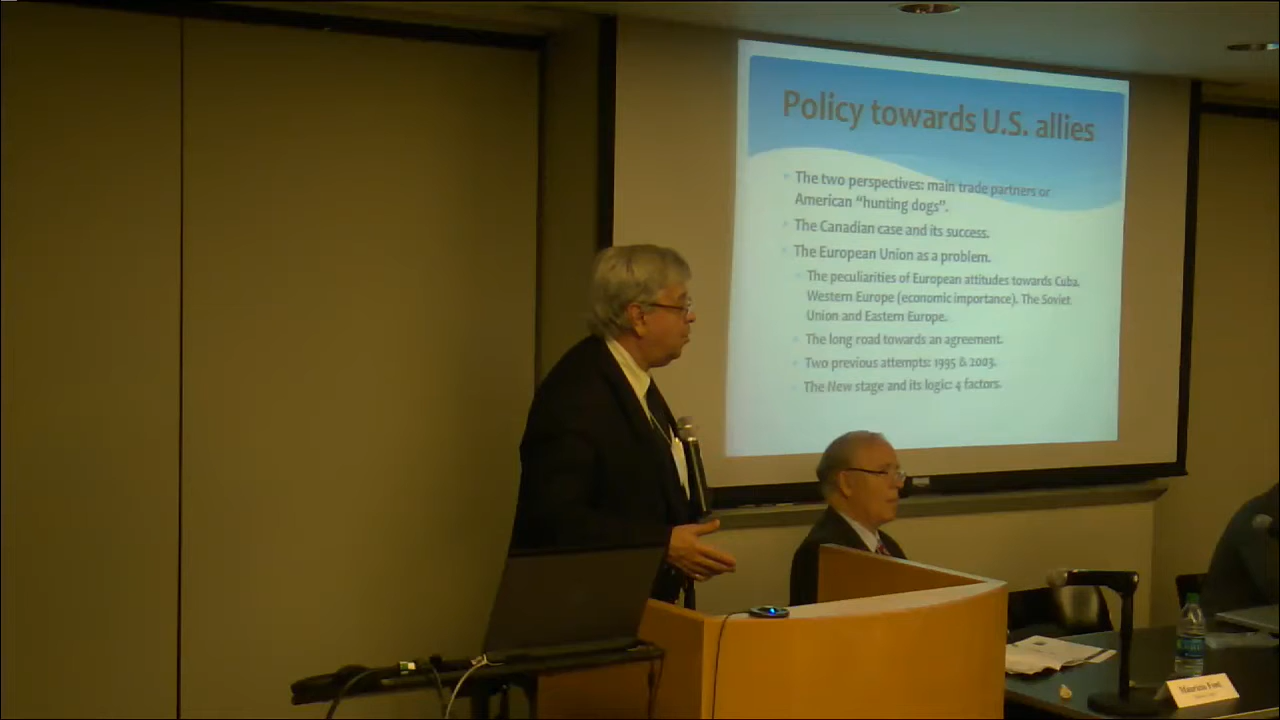 Policy towards U.S. allies
The two perspectives: main trade partners or
American “hunting dogs”.
The Canadian case and its success.
The European Union as a problem.
The peculiarities of European attitudes towards Cuba.
Western Europe (economic importance). The Soviet
Union and Eastern Europe.
The long road towards an agreement.
Two previous attempts: 1995 & 2003.
The New stage and its logic: 4 factors.
Mauricio Font